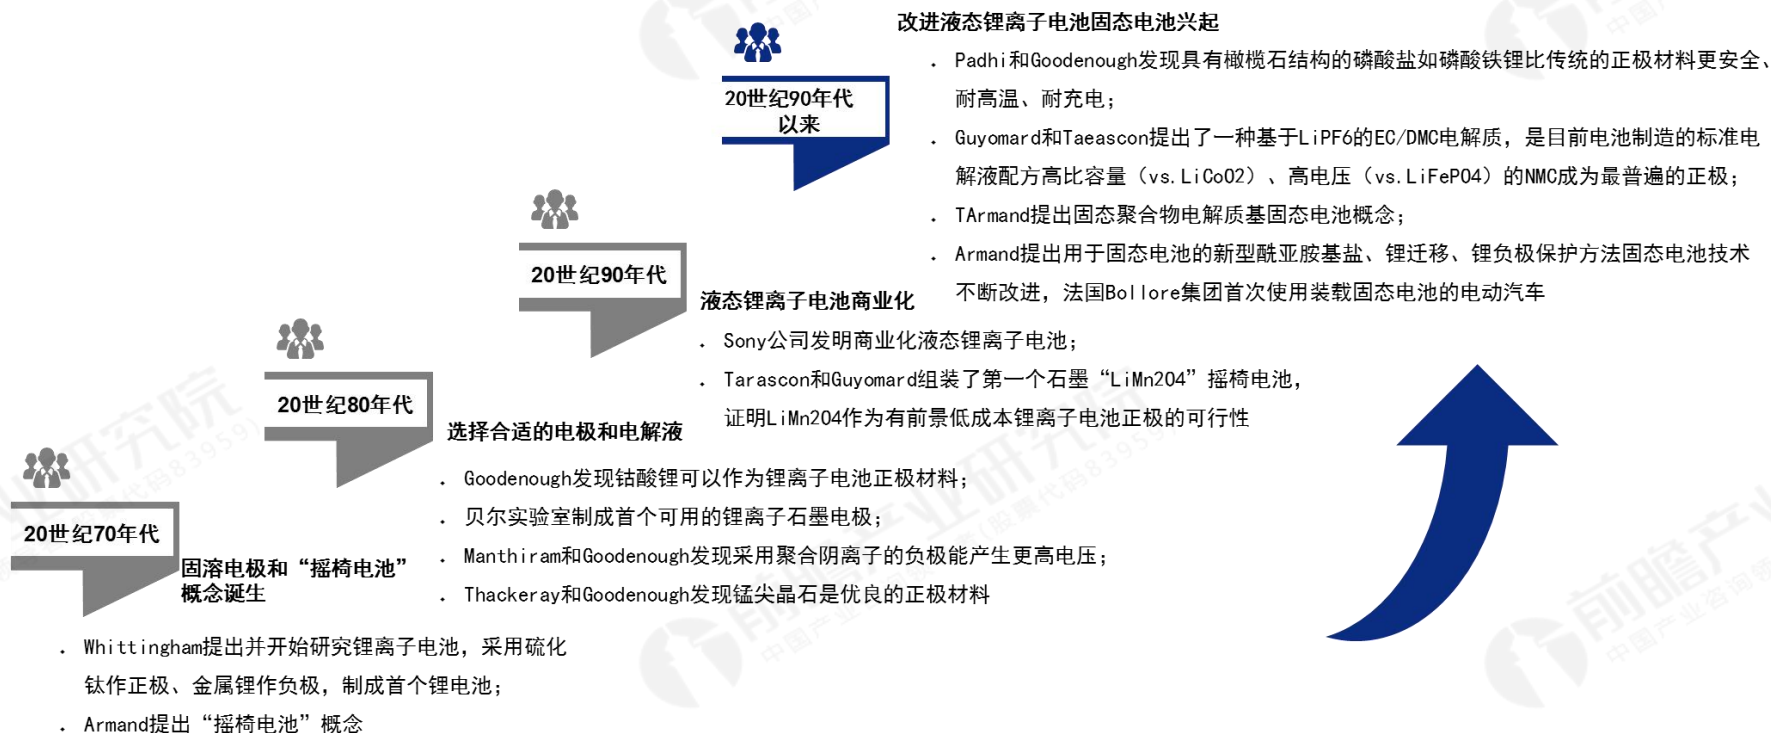 改进液态锂离子电池固态电池兴起
20世纪90年代
以来
Padhi和Goodenough发现具有橄榄石结构的磷酸盐如磷酸铁锂比传统的正极材料更安全、
耐高温、耐充电；
Guyomard和Taeascon提出了一种基于LiPF6的EC/DMC电解质，是目前电池制造的标准电
解液配方高比容量（vs.LiCoO2）、高电压（vs.LiFePO4）的NMC成为最普遍的正极；
TArmand提出固态聚合物电解质基固态电池概念；
Armand提出用于固态电池的新型酰亚胺基盐、锂迁移、锂负极保护方法固态电池技术
不断改进，法国Bollore集团首次使用装载固态电池的电动汽车
20世纪90年代
液态锂离子电池商业化
Sony公司发明商业化液态锂离子电池；
Tarascon和Guyomard组装了第一个石墨“LiMn2O4”摇椅电池，
证明LiMn2O4作为有前景低成本锂离子电池正极的可行性
20世纪80年代
选择合适的电极和电解液
Goodenough发现钴酸锂可以作为锂离子电池正极材料；
贝尔实验室制成首个可用的锂离子石墨电极；
Manthiram和Goodenough发现采用聚合阴离子的负极能产生更高电压；
Thackeray和Goodenough发现锰尖晶石是优良的正极材料
20世纪70年代
固溶电极和“摇椅电池”
概念诞生
Whittingham提出并开始研究锂离子电池，采用硫化
钛作正极、金属锂作负极，制成首个锂电池；
Armand提出“摇椅电池”概念